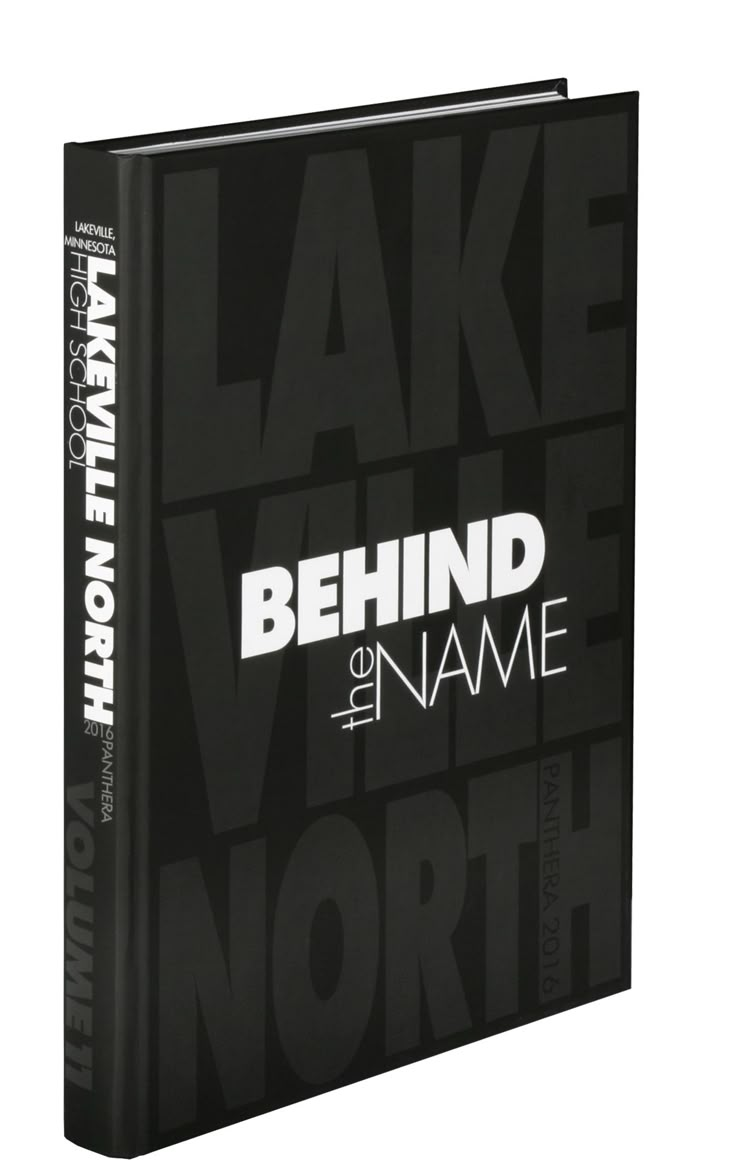 LAKEVILLE,
MINNESOTA
LAKEVILLE NORTH
HIGH SCHOOL
2016 PANTHERA
VOLUME 11
LAKE
VILLE
NORTH
BEHIND
the NAME
PANTHERA 2016